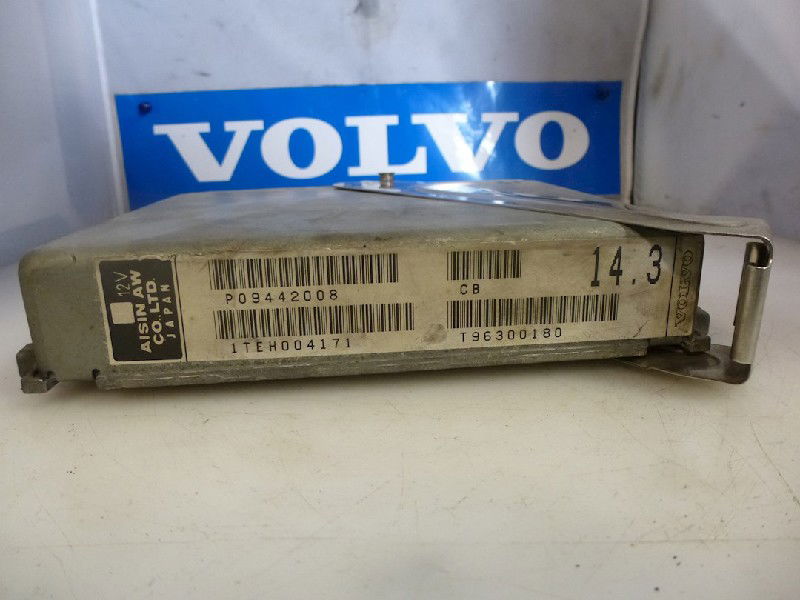 VOLVO
12V
AISIN AW
CO.,LTD.
JAPAN
P09442008
CB
14.3
1TEH004171
T96300180
VOLVO